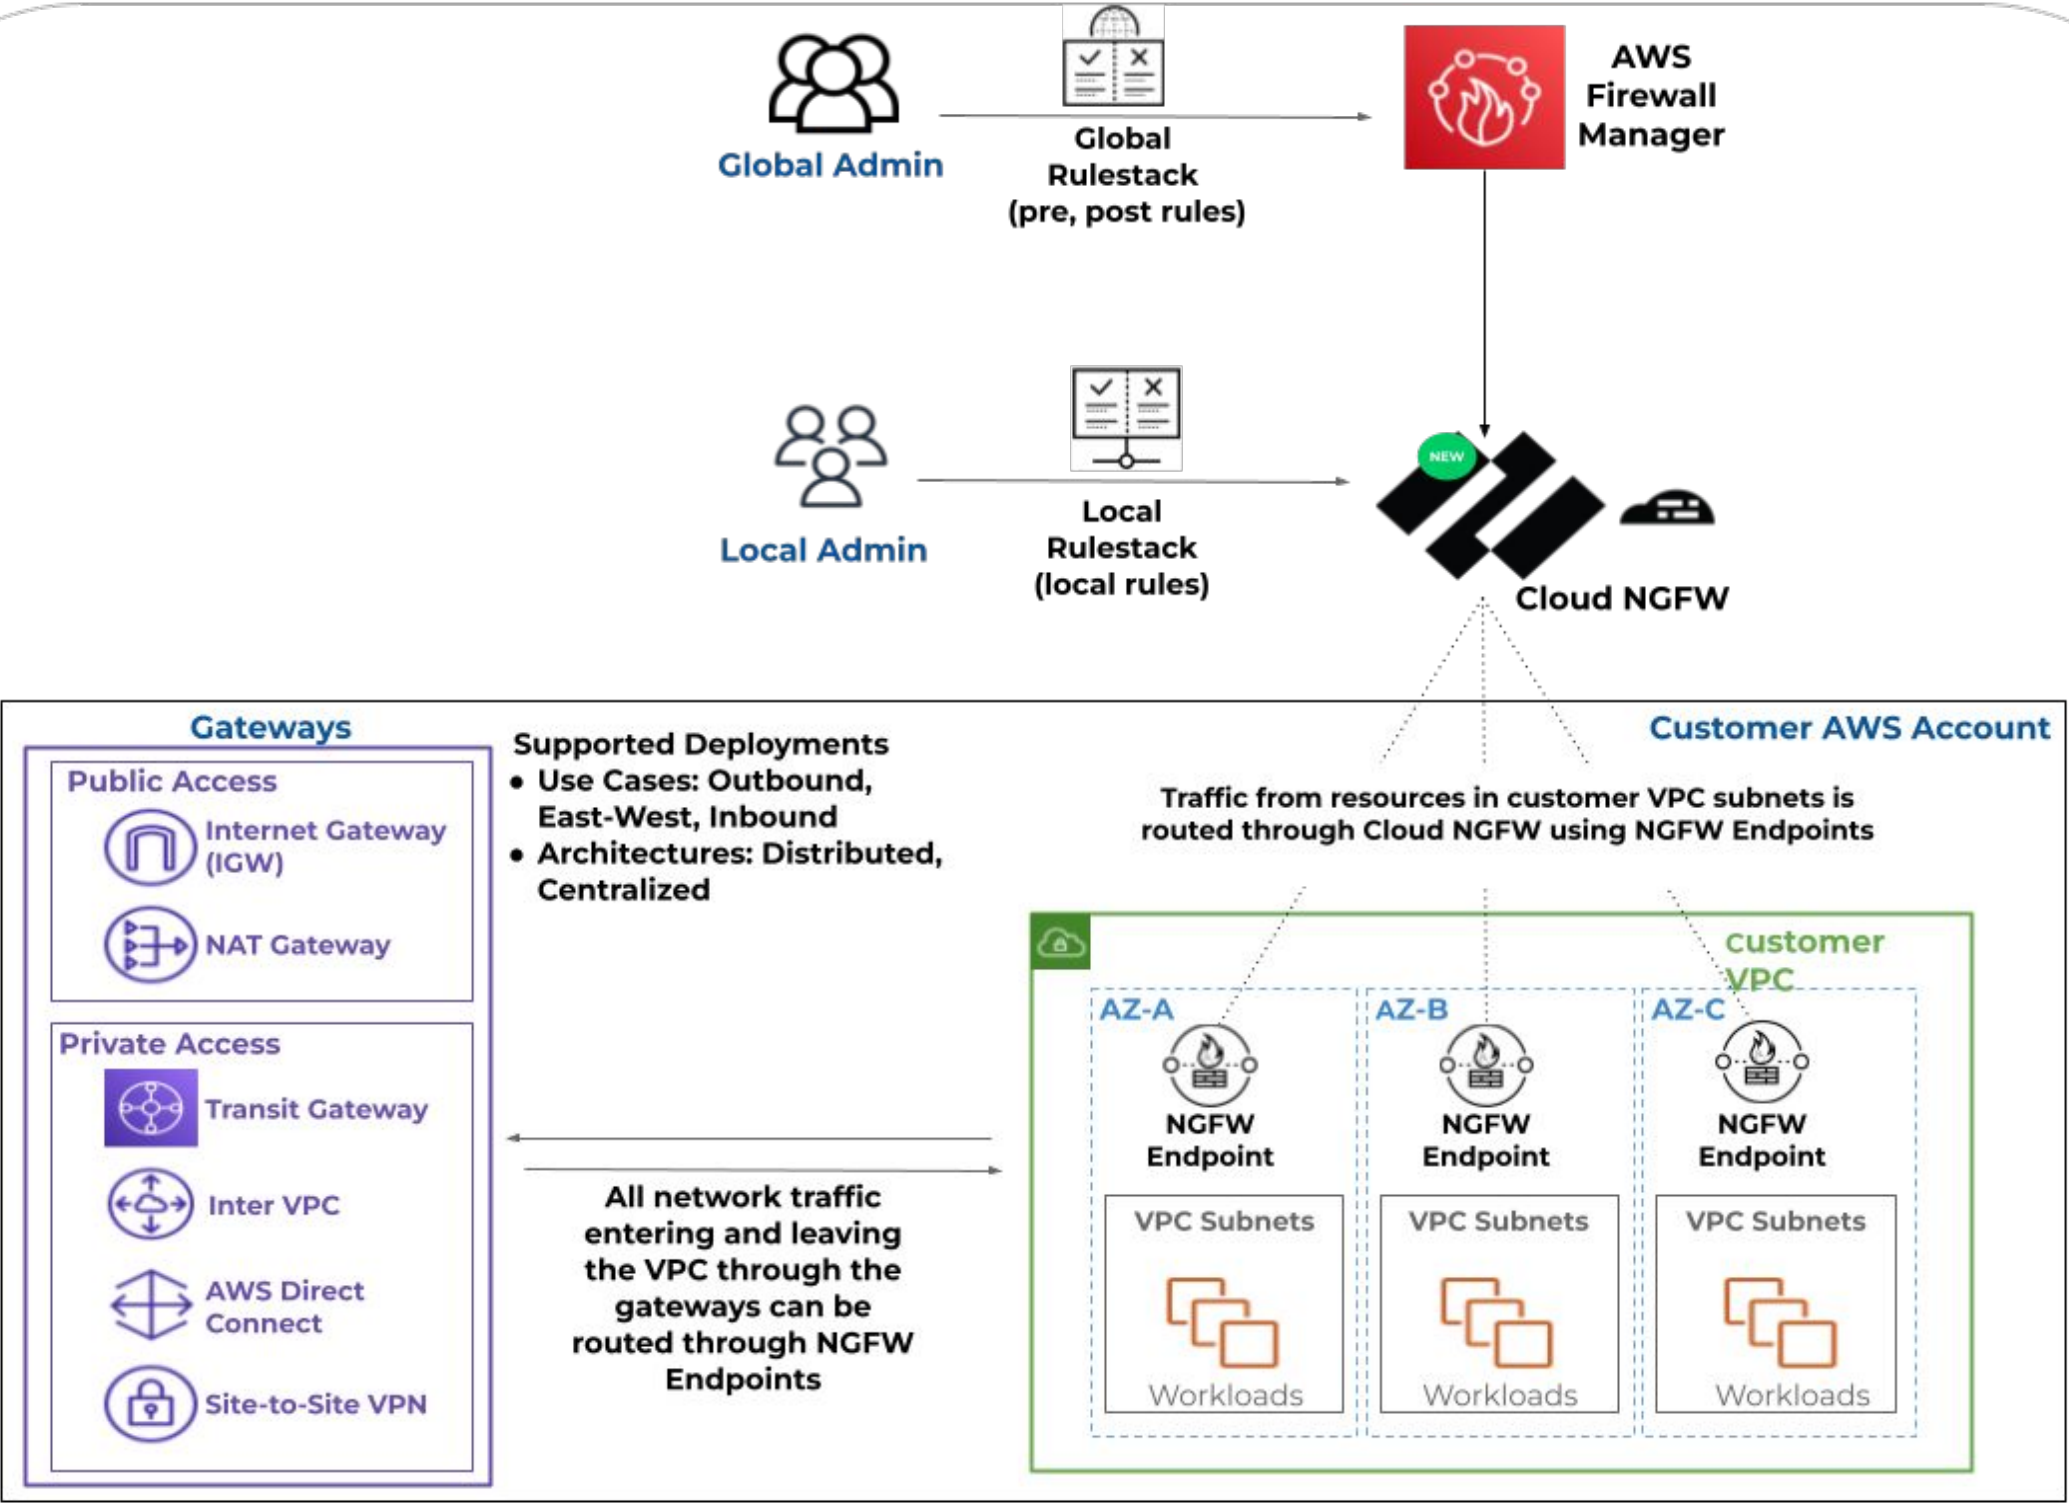 Global Admin
Global
Rulestack
(pre, post rules)
AWS
Firewall
Manager
Local Admin
Local
Rulestack
(local rules)
NEW
Cloud NGFW
Gateways
Public Access
Internet Gateway
(IGW)
NAT Gateway
Private Access
Transit Gateway
Inter VPC
AWS Direct
Connect
Site-to-Site VPN
Supported Deployments
● Use Cases: Outbound,
East-West, Inbound
● Architectures: Distributed,
Centralized
All network traffic
entering and leaving
the VPC through the
gateways can be
routed through NGFW
Endpoints
Customer AWS Account
Traffic from resources in customer VPC subnets is
routed through Cloud NGFW using NGFW Endpoints
Customer
VPC
AZ-A
NGFW
Endpoint
VPC Subnets
Workloads
AZ-B
NGFW
Endpoint
VPC Subnets
Workloads
AZ-C
NGFW
Endpoint
VPC Subnets
Workloads